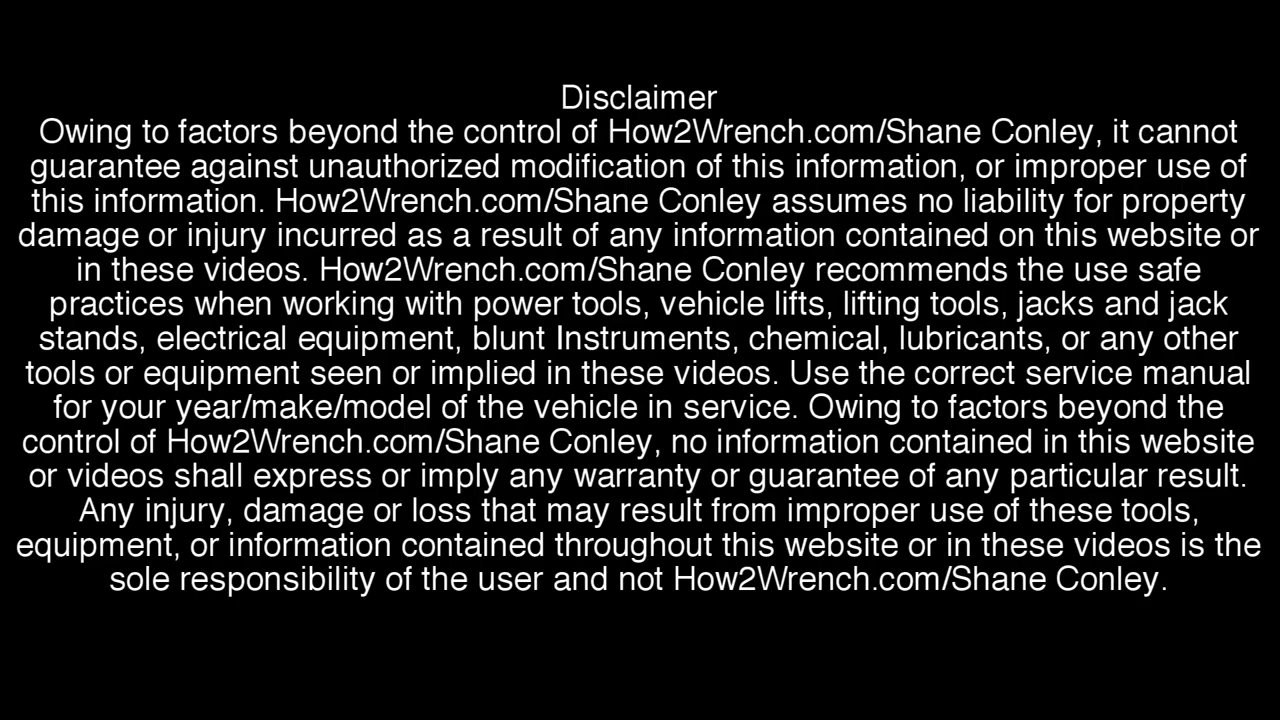 Disclaimer
Owing to factors beyond the control of How2Wrench.com/Shane Conley, it cannot
guarantee against unauthorized modification of this information, or improper use of
this information. How2Wrench.com/Shane Conley assumes no liability for property
damage or injury incurred as a result of any information contained on this website or
in these videos. How2Wrench.com/Shane Conley recommends the use safe
practices when working with power tools, vehicle lifts, lifting tools, jacks and jack
stands, electrical equipment, blunt Instruments, chemical, lubricants, or any other
tools or equipment seen or implied in these videos. Use the correct service manual
for your year/make/model of the vehicle in service. Owing to factors beyond the
control of How2Wrench.com/Shane Conley, no information contained in this website
or videos shall express or imply any warranty or guarantee of any particular result.
Any injury, damage or loss that may result from improper use of these tools,
equipment, or information contained throughout this website or in these videos is the
sole responsibility of the user and not How2Wrench.com/Shane Conley.